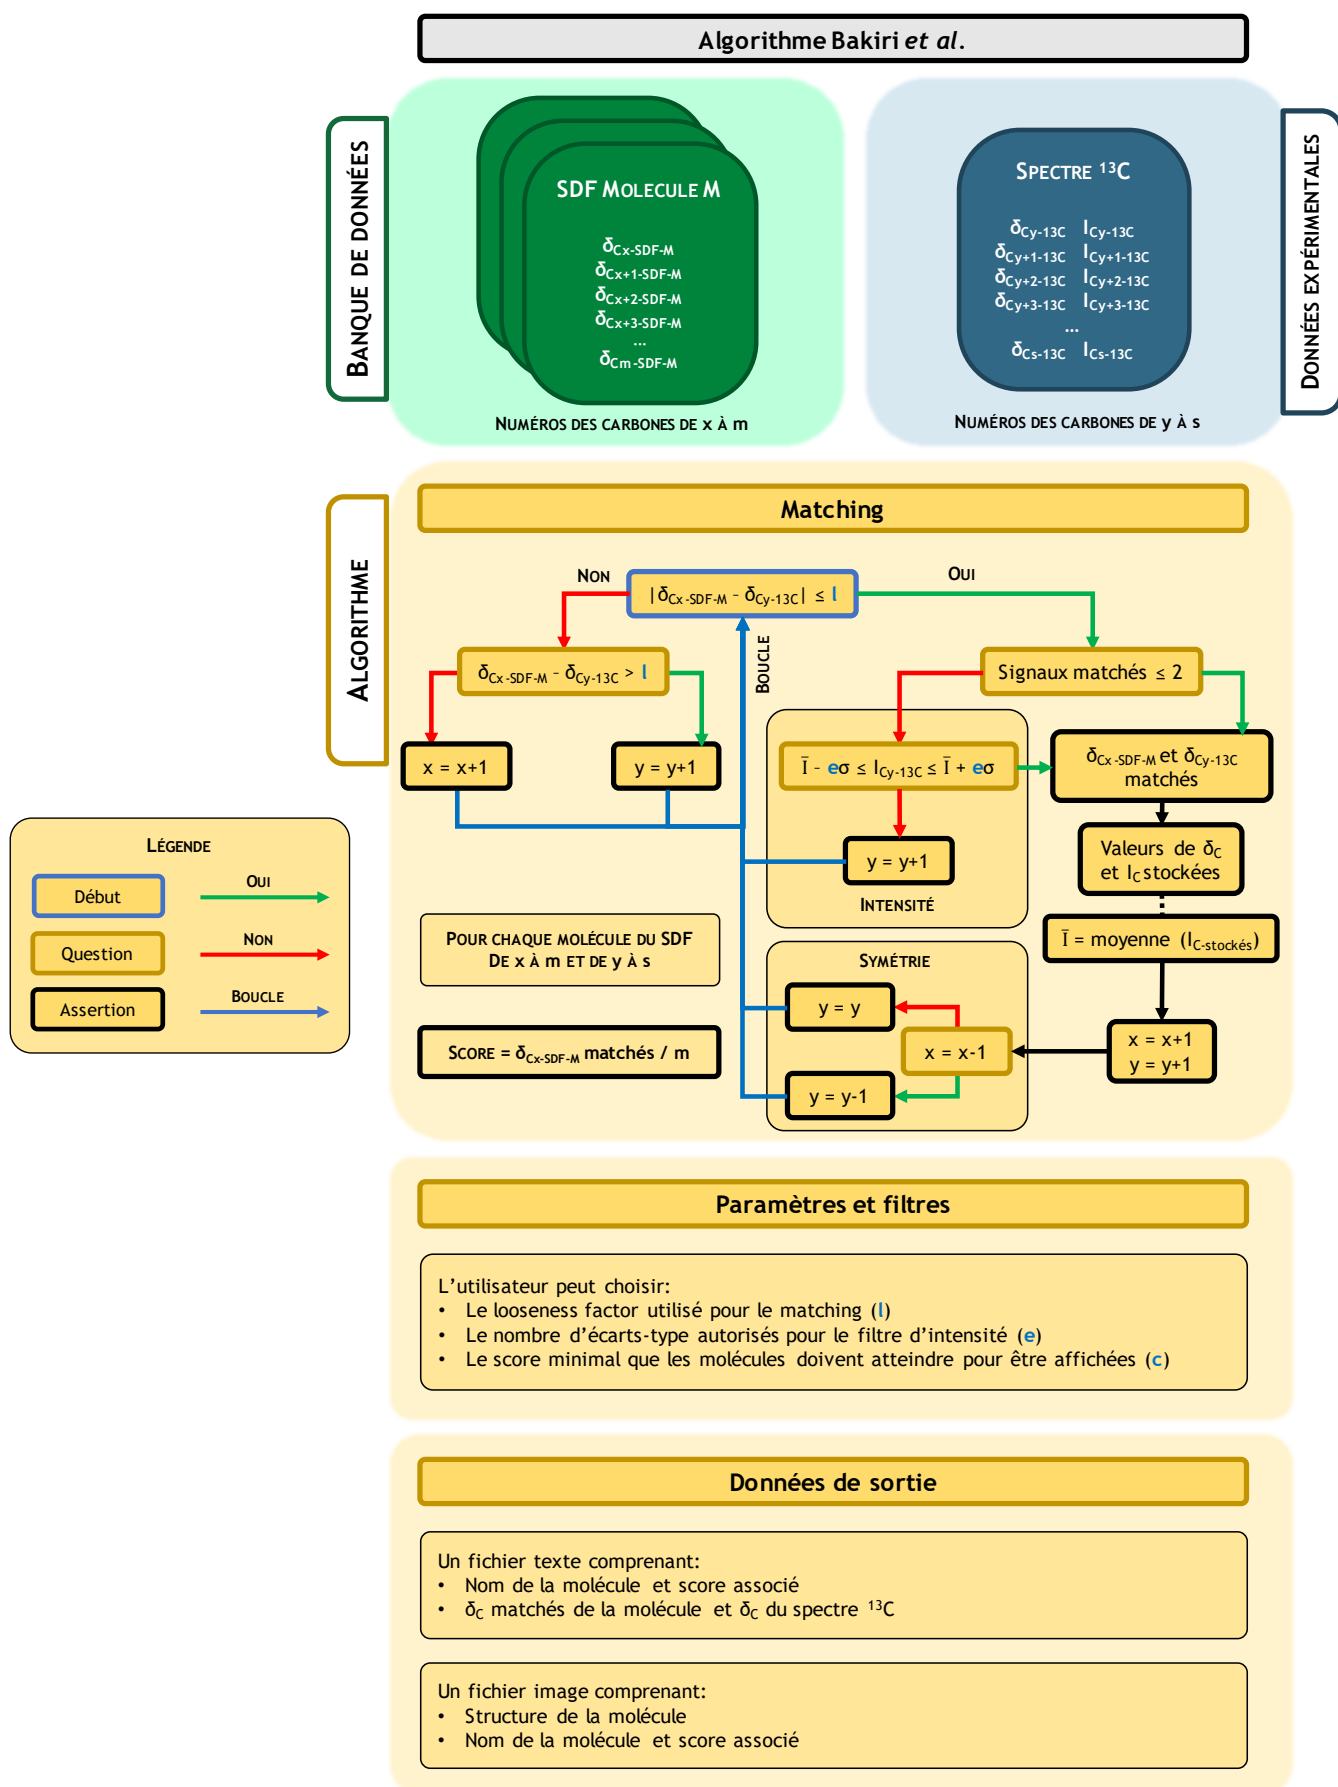 Algorithme Bakiri et al.
BANQUE DE DONNÉES
SDF MOLECULE M
δCx-SDF-M
δCx+1-SDF-M
δCx+2-SDF-M
δCx+3-SDF-M
...
δCm-SDF-M
NUMÉROS DES CARBONES DE x À m
SPECTRE ¹³C
δCy-13C ICy-13C
δCy+1-13C ICy+1-13C
δCy+2-13C ICy+2-13C
δCy+3-13C ICy+3-13C
...
δCs-13C ICs-13C
NUMÉROS DES CARBONES DE y À s
DONNÉES EXPÉRIMENTALES
ALGORITHME
Matching
NON
|δCx-SDF-M – δCy-13C| ≤ l
OUI
δCx-SDF-M – δCy-13C > l
BOUCLE
Signaux matchés ≤ 2
x = x+1
y = y+1
Ī – eσ ≤ ICy-13C ≤ Ī + eσ
y = y+1
INTENSITÉ
δCx-SDF-M et δCy-13C
matchés
Valeurs de δC
et IC stockées
Ī = moyenne (IC-stockés)
x = x+1
y = y+1
SYMÉTRIE
y = y
x = x-1
y = y-1
POUR CHAQUE MOLÉCULE DU SDF
DE x À m ET DE y À s
SCORE = δCx-SDF-M matchés / m
LÉGENDE
Début
OUI
Question
NON
Assertion
BOUCLE
Paramètres et filtres
L'utilisateur peut choisir:
• Le looseness factor utilisé pour le matching (l)
• Le nombre d'écarts-type autorisés pour le filtre d'intensité (e)
• Le score minimal que les molécules doivent atteindre pour être affichées (c)
Données de sortie
Un fichier texte comprenant:
• Nom de la molécule et score associé
• δC matchés de la molécule et δC du spectre ¹³C
Un fichier image comprenant:
• Structure de la molécule
• Nom de la molécule et score associé